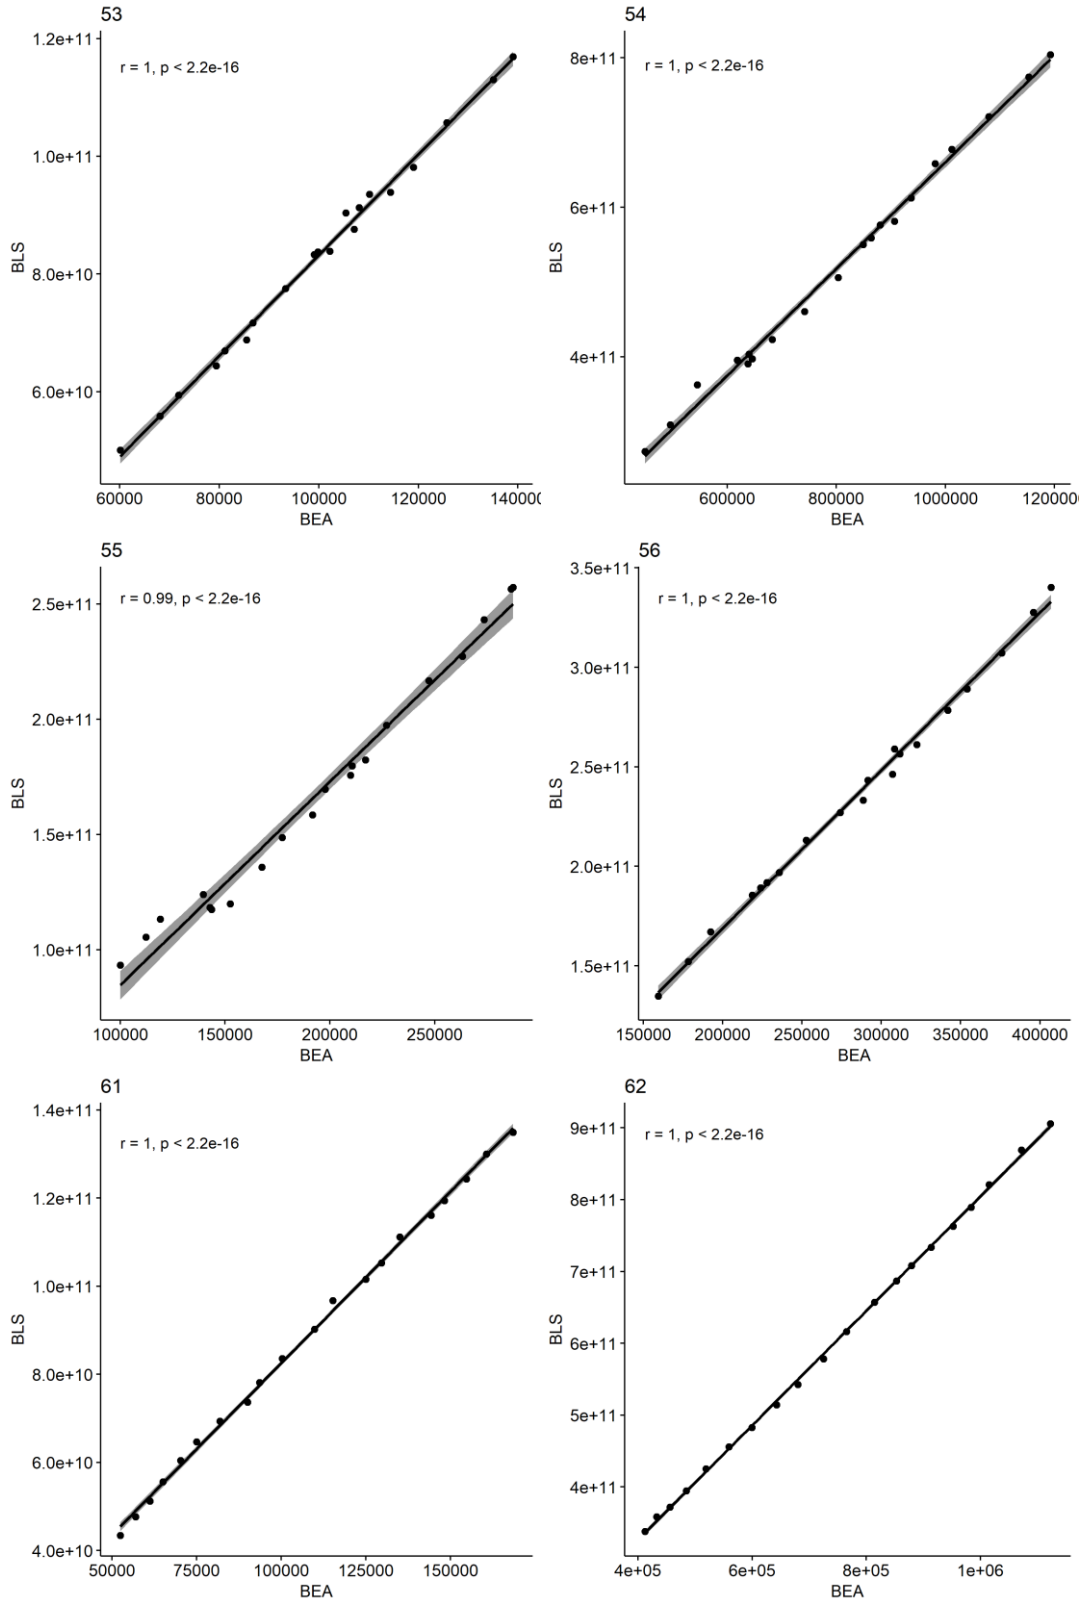 53
r = 1, p < 2.2e-16
1.2e+11
1.0e+11
8.0e+10
6.0e+10
BLS
60000 80000 100000 120000 140000
BEA
54
r = 1, p < 2.2e-16
8e+11
6e+11
4e+11
BLS
600000 800000 1000000 1200000
BEA
55
r = 0.99, p < 2.2e-16
2.5e+11
2.0e+11
1.5e+11
1.0e+11
BLS
100000 150000 200000 250000
BEA
56
r = 1, p < 2.2e-16
3.5e+11
3.0e+11
2.5e+11
2.0e+11
1.5e+11
BLS
150000 200000 250000 300000 350000 400000
BEA
61
r = 1, p < 2.2e-16
1.4e+11
1.2e+11
1.0e+11
8.0e+10
6.0e+10
4.0e+10
BLS
50000 75000 100000 125000 150000
BEA
62
r = 1, p < 2.2e-16
9e+11
8e+11
7e+11
6e+11
5e+11
4e+11
BLS
4e+05 6e+05 8e+05 1e+06
BEA